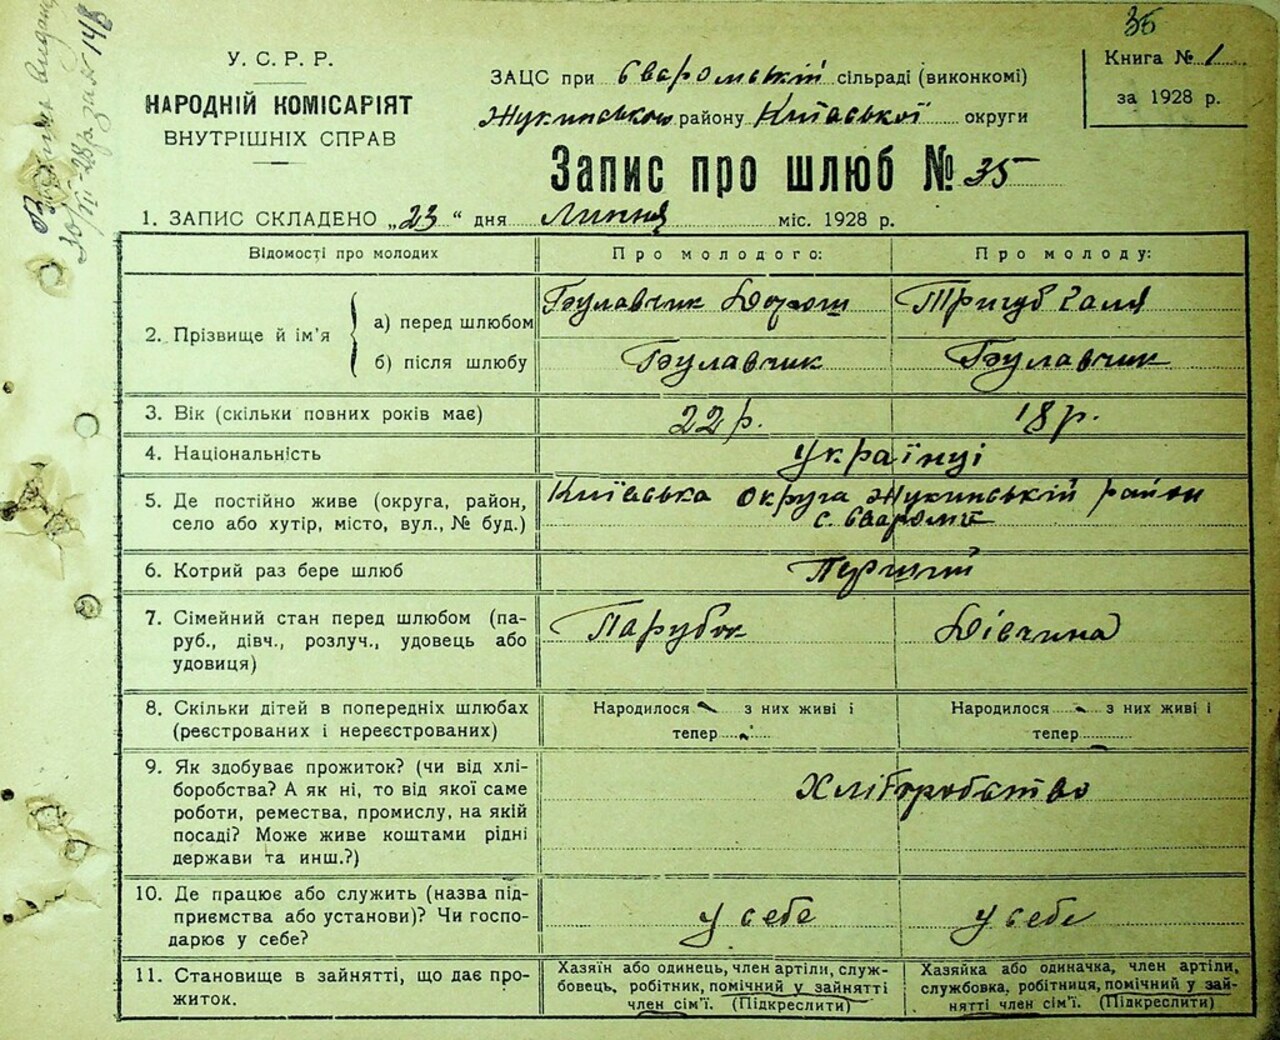 35
У. С. Р. Р.
НАРОДНІЙ КОМІСАРІЯТ
ВНУТРІШНІХ СПРАВ
ЗАЦС при Сваромській сільраді (виконкомі)
Жукинського району Київської округи
Книга № 1
за 1928 р.
Запис про шлюб № 35
1. ЗАПИС СКЛАДЕНО „23“ дня Липня міс. 1928 р.
Відомості про молодих
Про молодого:
Про молоду:
2. Прізвище й ім'я
а) перед шлюбом
Булавчик Дорош
Тригуб Галя
б) після шлюбу
Булавчик
Булавчик
3. Вік (скільки повних років має)
22 р.
18 р.
4. Національність
Українці
5. Де постійно живе (округа, район,
село або хутір, місто, вул., № буд.)
Київська округа Жукинській район
с. Сваромге
6. Котрий раз бере шлюб
Перший
7. Сімейний стан перед шлюбом (па-
руб., дівч., розлуч., удовець або
удовиця)
Парубок
Дівчина
8. Скільки дітей в попередніх шлюбах
(реєстрованих і нереєстрованих)
Народилося - з них живі і
тепер -
Народилося - з них живі і
тепер -
9. Як здобуває прожиток? (чи від хлі-
боробства? А як ні, то від якої саме
роботи, ремества, промислу, на якій
посаді? Може живе коштами рідні
держави та инш.?)
Хліборобство
10. Де працює або служить (назва під-
приємства або установи)? Чи госпо-
дарює у себе?
у себе
у себе
11. Становище в зайнятті, що дає про-
житок.
Хазяїн або одинець, член артілі, служ-
бовець, робітник, помічний у зайнятті
член сім'ї. (Підкреслити)
Хазяйка або одиначка, член артілі,
службовка, робітниця, помічний у зай-
нятті член сім'ї. (Підкреслити)